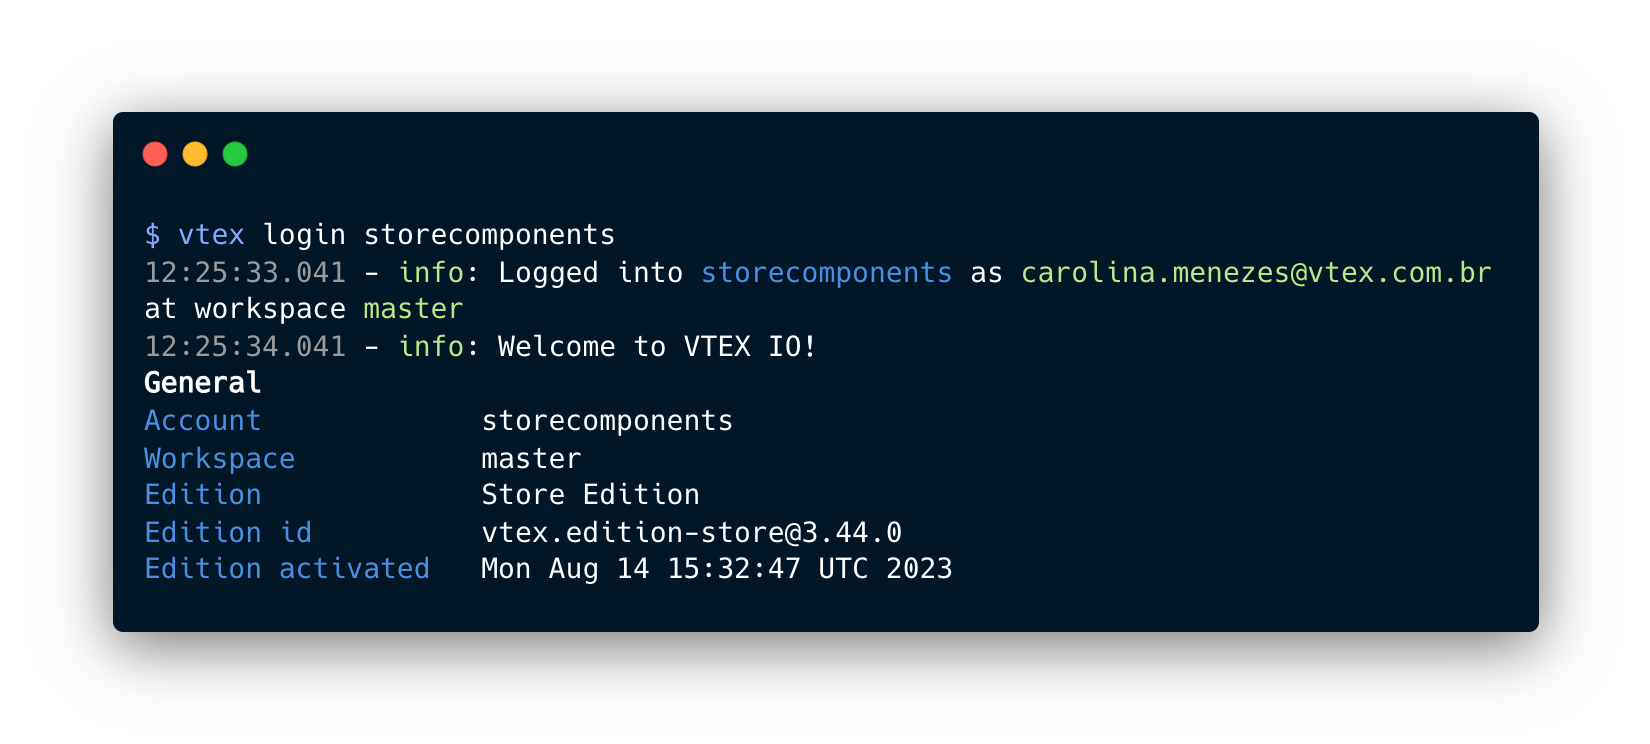 $ vtex login storecomponents
12:25:33.041 - info: Logged into storecomponents as carolina.menezes@vtex.com.br
at workspace master
12:25:34.041 - info: Welcome to VTEX IO!
General
Account storecomponents
Workspace master
Edition Store Edition
Edition id vtex.edition-store@3.44.0
Edition activated Mon Aug 14 15:32:47 UTC 2023